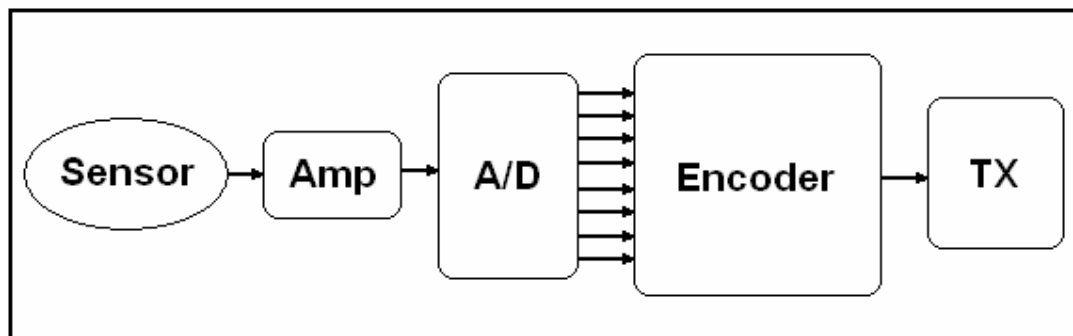 Sensor
Amp
A/D
Encoder
TX